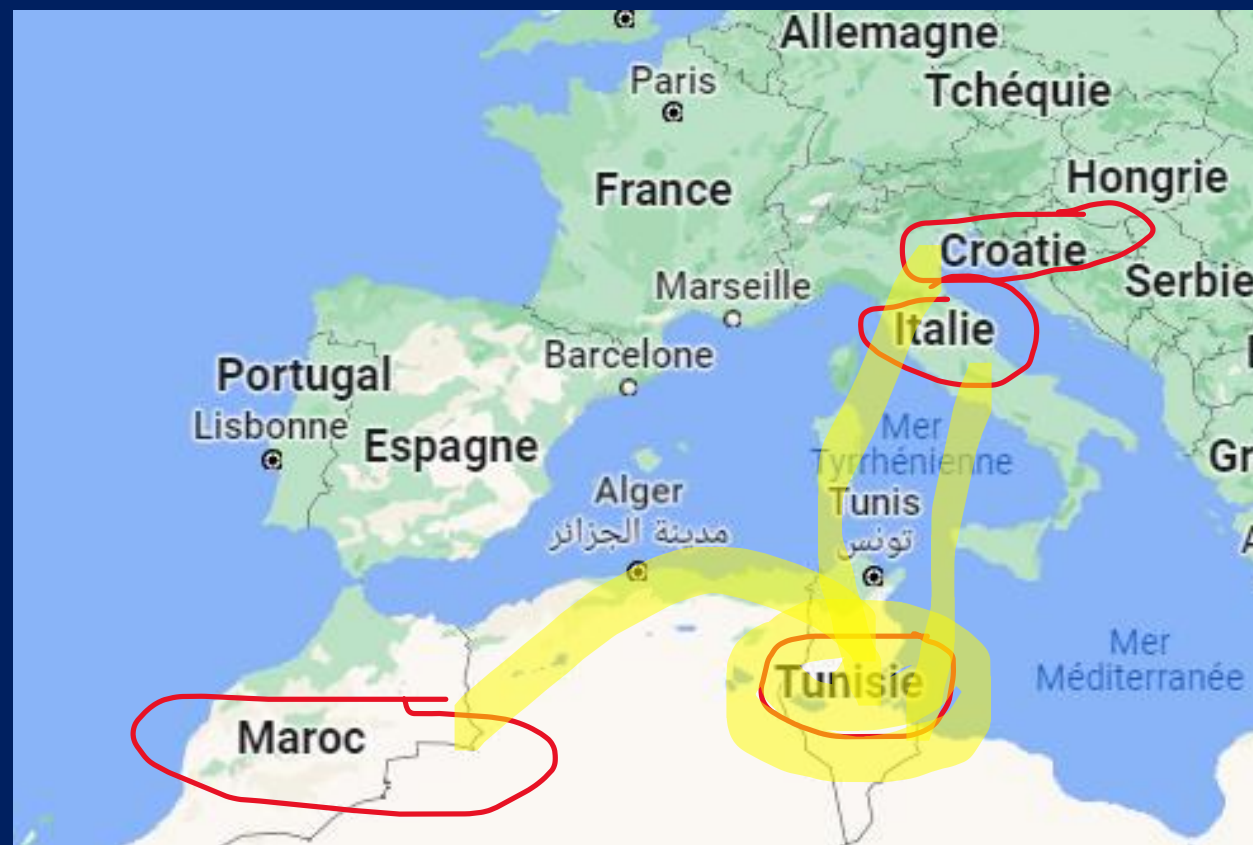 Allemagne
Paris
Tchéquie
France
Hongrie
Croatie
Marseille
Serbie
Italie
Barcelone
Portugal
Lisbonne
Espagne
Mer
Tyrrhénienne
Gr
Alger
مدينة الجزائر
Tunis
تونس
Mer
Méditerranée
Tunisie
Maroc